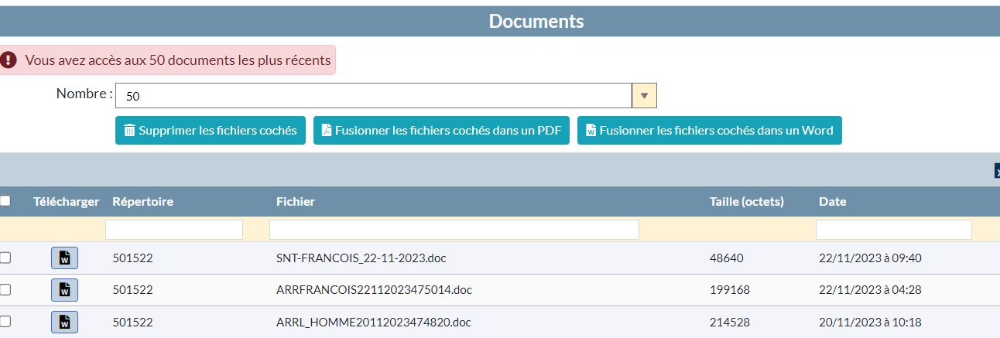 Documents
Vous avez accès aux 50 documents les plus récents
Nombre : 50
Supprimer les fichiers cochés Fusionner les fichiers cochés dans un PDF Fusionner les fichiers cochés dans un Word
Télécharger Répertoire Fichier Taille (octets) Date
501522 SNT-FRANCOIS_22-11-2023.doc 48640 22/11/2023 à 09:40
501522 ARRFRANCOIS22112023475014.doc 199168 22/11/2023 à 04:28
501522 ARRL_HOMME20112023474820.doc 214528 20/11/2023 à 10:18